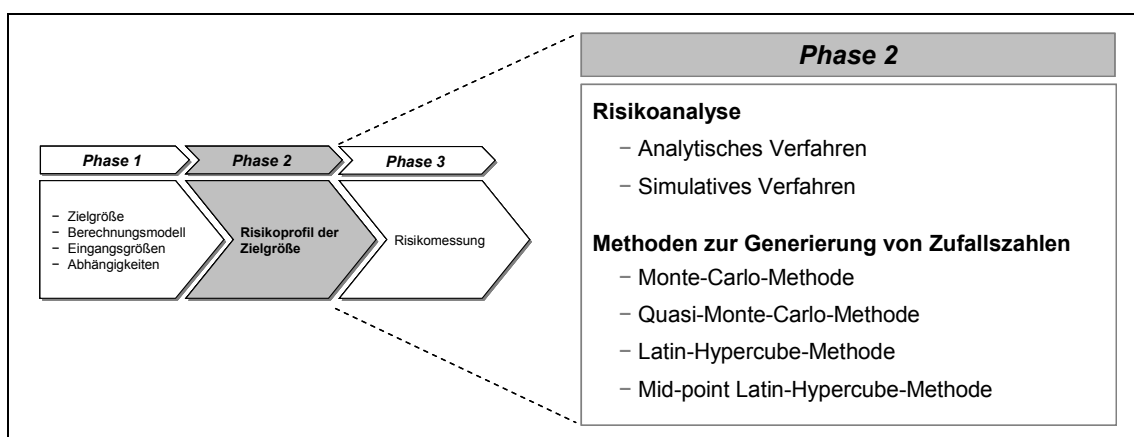 Phase 1
Phase 2
Phase 3
− Zielgröße
− Berechnungsmodell
− Eingangsgrößen
− Abhängigkeiten
Risikoprofil der
Zielgröße
Risikomessung
Phase 2
Risikoanalyse
− Analytisches Verfahren
− Simulatives Verfahren
Methoden zur Generierung von Zufallszahlen
− Monte-Carlo-Methode
− Quasi-Monte-Carlo-Methode
− Latin-Hypercube-Methode
− Mid-point Latin-Hypercube-Methode